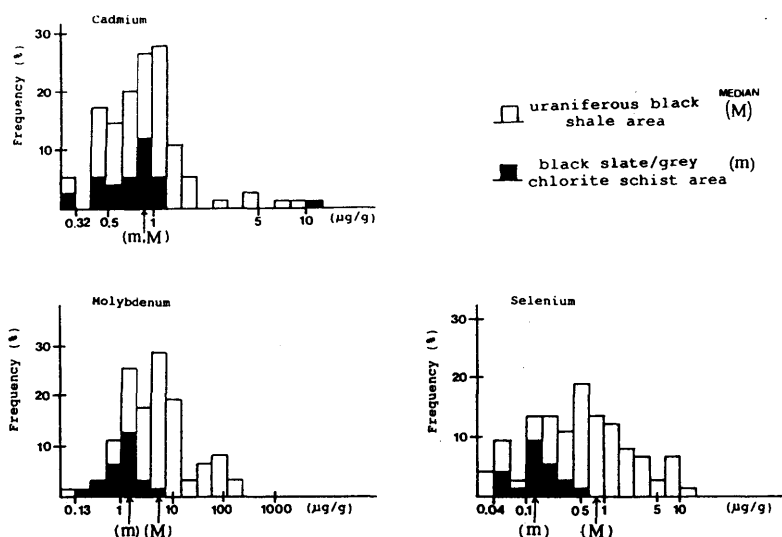 Cadmium
Frequency (%)
30
20
10
0.32 0.5 1 5 10 (µg/g)
(m,M)
MEDIAN
uraniferous black (M)
shale area
black slate/grey (m)
chlorite schist area
Molybdenum
Frequency (%)
30
20
10
0.13 1 10 100 1000 (µg/g)
(m) (M)
Selenium
Frequency (%)
30
20
10
0.04 0.1 0.5 1 5 10 (µg/g)
(m) (M)